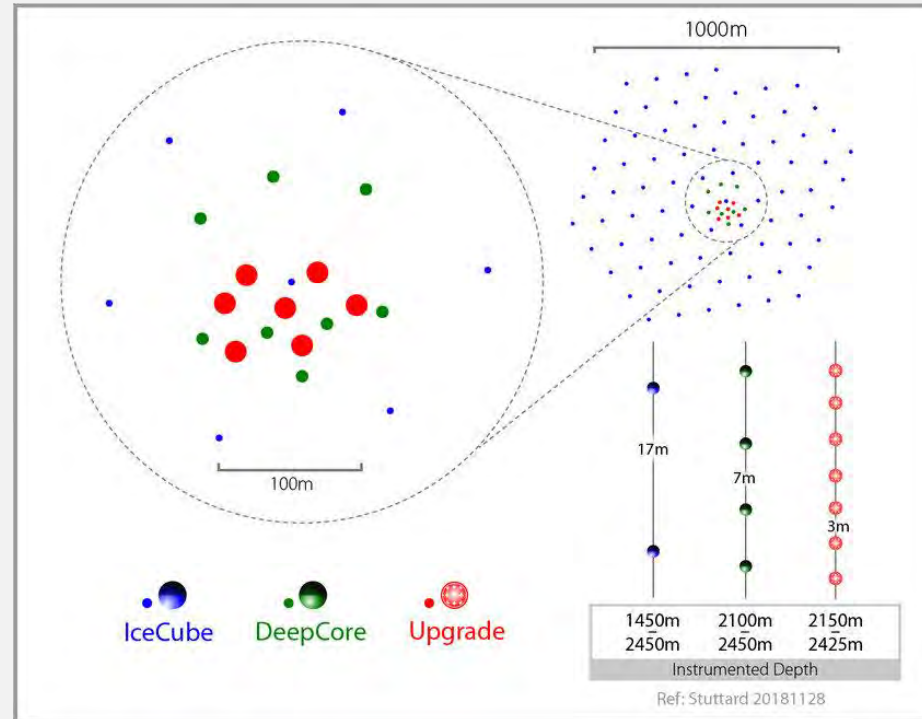 1000m
100m
17m
7m
3m
IceCube
DeepCore
Upgrade
1450m
–
2450m
2100m
–
2450m
2150m
–
2425m
Instrumented Depth
Ref: Stuttard 20181128